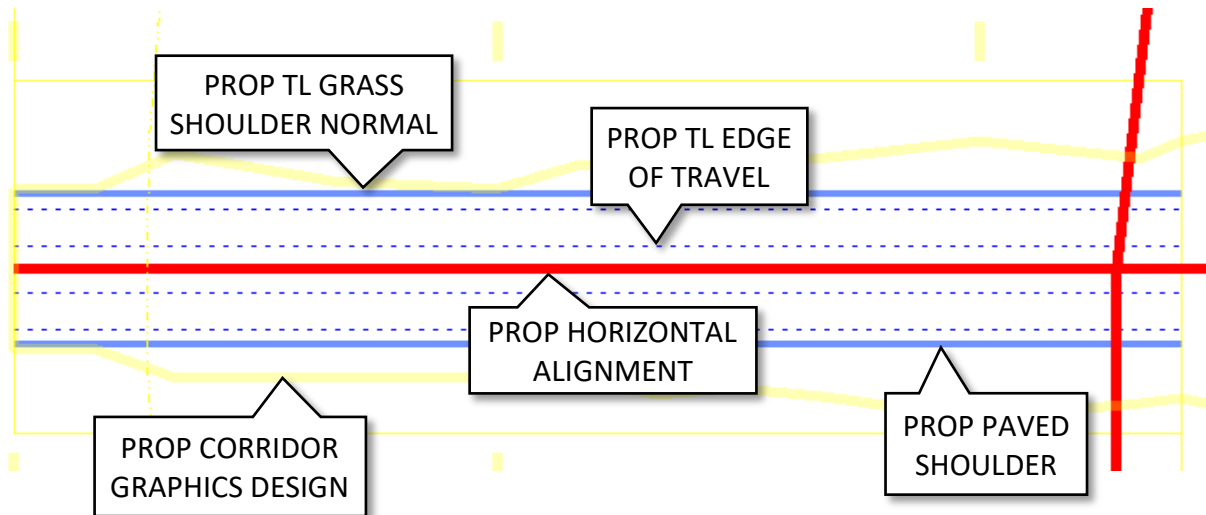 PROP TL GRASS
SHOULDER NORMAL
PROP TL EDGE
OF TRAVEL
PROP HORIZONTAL
ALIGNMENT
PROP PAVED
SHOULDER
PROP CORRIDOR
GRAPHICS DESIGN